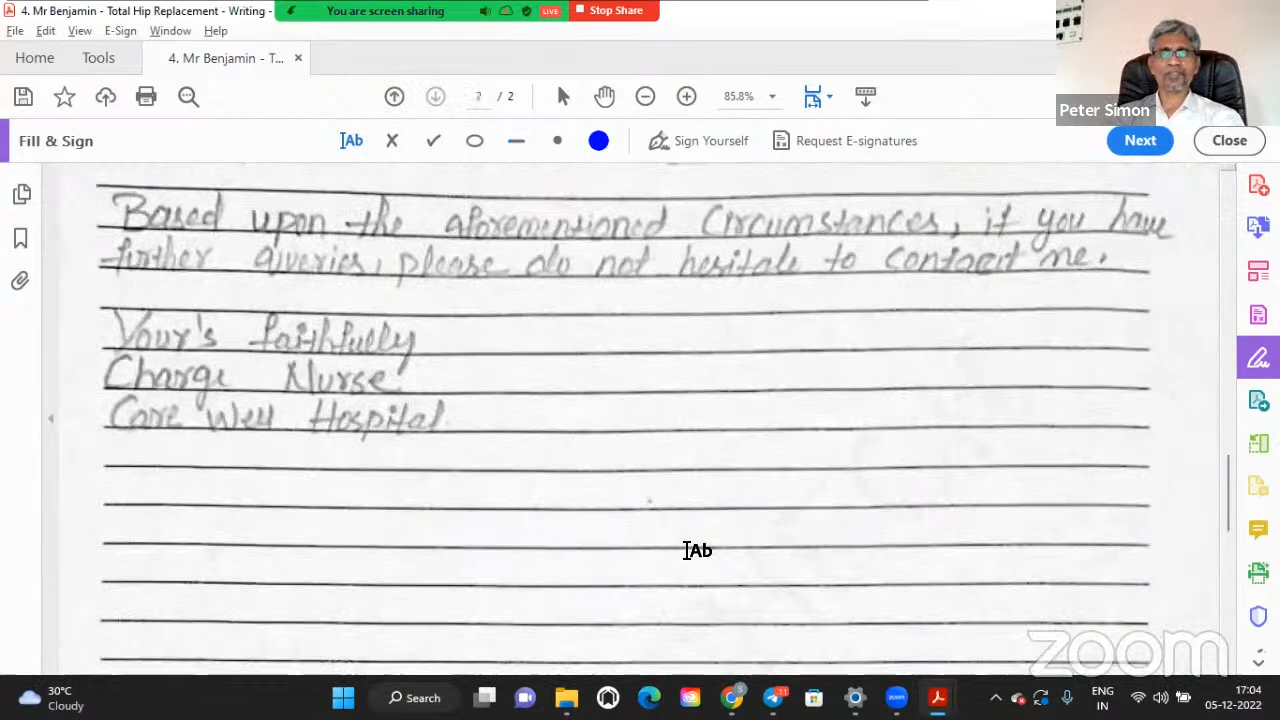 4. Mr Benjamin - Total Hip Replacement - Writing -
You are screen sharing
LIVE
Stop Share
File Edit View E-Sign Window Help
Home Tools 4. Mr Benjamin - T... ×
/ 2
85.8%
Peter Simon
Fill & Sign
Ab
Sign Yourself
Request E-signatures
Next
Close
Based upon the aforementioned Circumstances, if you have
further queries, please do not hesitate to contact me.
Your's faithfully
Charge Nurse
Care Well Hospital.
Ab
zoom
30°C
Cloudy
Search
zoom
S
11
ENG
IN
17:04
05-12-2022